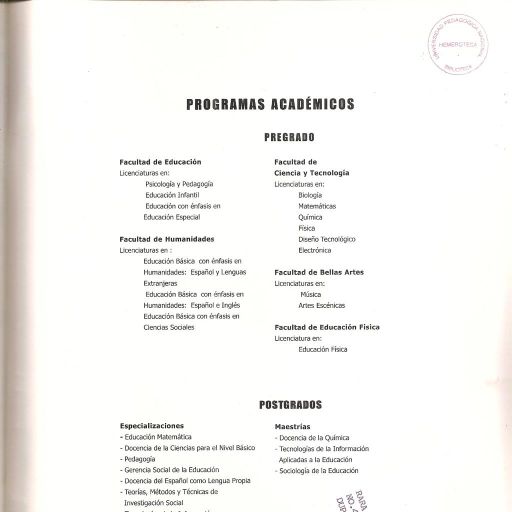 UNIVERSIDAD PEDAGOGICA NACIONAL
HEMEROTECA
BIBLIOTECA
PROGRAMAS ACADÉMICOS
PREGRADO
Facultad de Educación
Licenciaturas en:
Psicología y Pedagogía
Educación Infantil
Educación con énfasis en
Educación Especial
Facultad de Humanidades
Licenciaturas en :
Educación Básica con énfasis en
Humanidades: Español y Lenguas
Extranjeras
Educación Básica con énfasis en
Humanidades: Español e Inglés
Educación Básica con énfasis en
Ciencias Sociales
Facultad de
Ciencia y Tecnología
Licenciaturas en:
Biología
Matemáticas
Química
Física
Diseño Tecnológico
Electrónica
Facultad de Bellas Artes
Licenciaturas en:
Música
Artes Escénicas
Facultad de Educación Física
Licenciatura en:
Educación Física
POSTGRADOS
Especializaciones
- Educación Matemática
- Docencia de la Ciencias para el Nivel Básico
- Pedagogía
- Gerencia Social de la Educación
- Docencia del Español como Lengua Propia
- Teorías, Métodos y Técnicas de
Investigación Social
Maestrías
- Docencia de la Química
- Tecnologías de la Información
Aplicadas a la Educación
- Sociología de la Educación